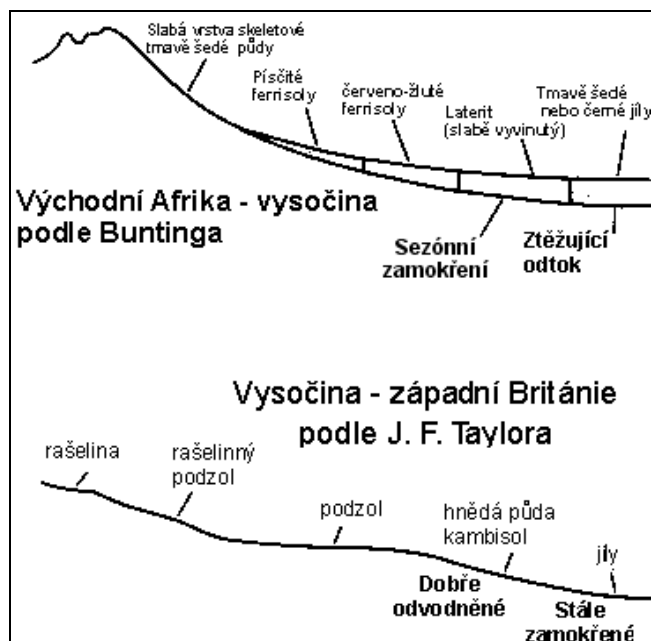 Slabá vrstva skeletové
tmavě šedé půdy
Písčité
ferrisoly
červeno-žluté
ferrisoly
Laterit
(slabě vyvinutý)
Tmavě šedé
nebo černé jíly
Východní Afrika - vysočina
podle Buntinga
Sezónní
zamokření
Ztěžující
odtok
Vysočina - západní Británie
podle J. F. Taylora
rašelina
rašelinný
podzol
podzol
hnědá půda
kambisol
jíly
Dobře
odvodněné
Stále
zamokřené